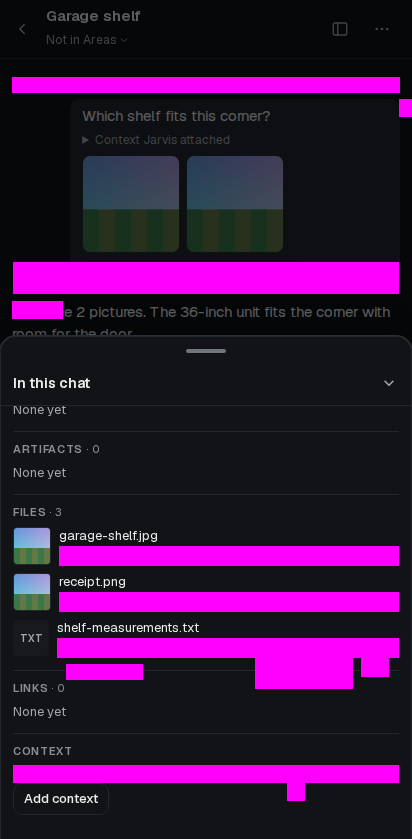 Garage shelf
Not in Areas
Which shelf fits this corner?
Context Jarvis attached
e 2 pictures. The 36-inch unit fits the corner with
room for the door
In this chat
None yet
ARTIFACTS · 0
None yet
FILES · 3
garage-shelf.jpg
receipt.png
TXT shelf-measurements.txt
LINKS · 0
None yet
CONTEXT
Add context